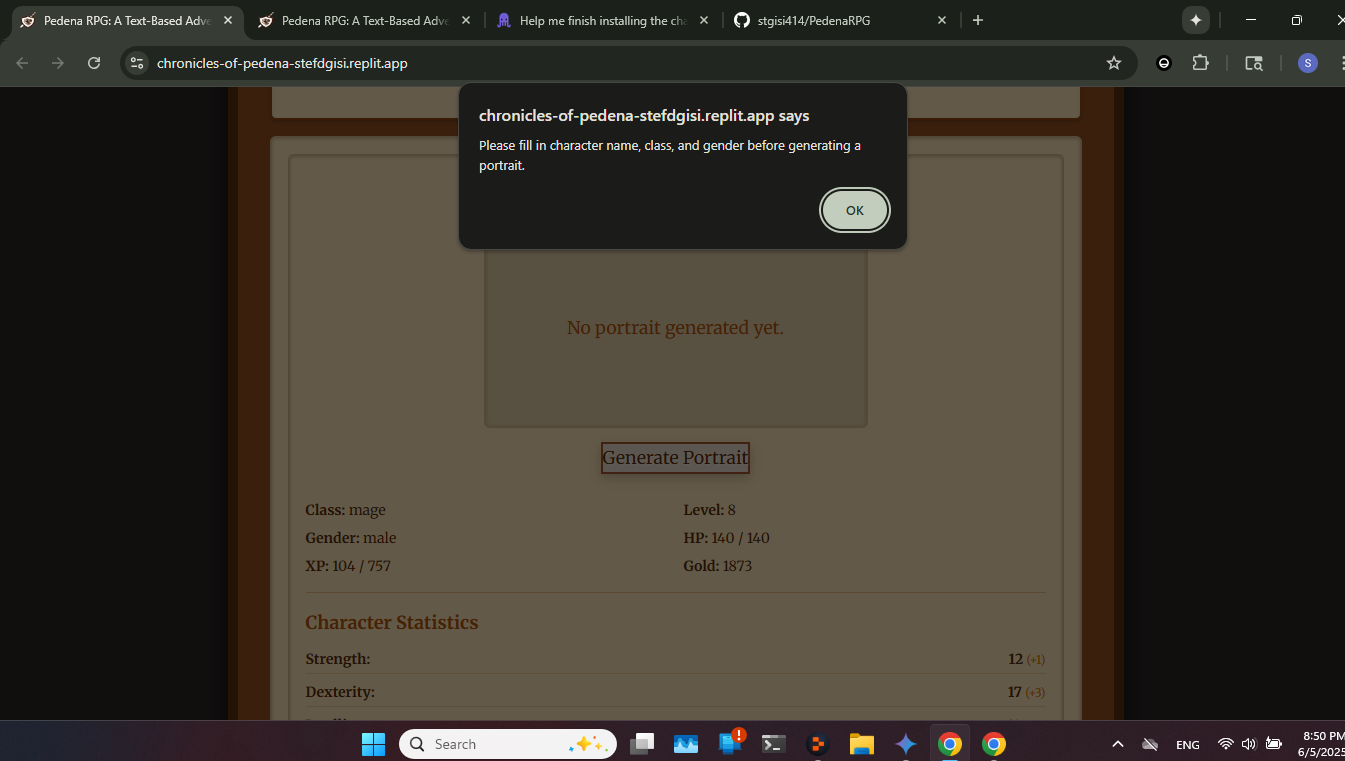 Pedena RPG: A Text-Based Adve
Pedena RPG: A Text-Based Adve
Help me finish installing the cha
stgisi414/PedenaRPG
chronicles-of-pedena-stefdgisi.replit.app
S
chronicles-of-pedena-stefdgisi.replit.app says
Please fill in character name, class, and gender before generating a
portrait.
OK
No portrait generated yet.
Generate Portrait
Class: mage
Level: 8
Gender: male
HP: 140 / 140
XP: 104 / 757
Gold: 1873
Character Statistics
Strength:
12 (+1)
Dexterity:
17 (+3)
Search
ENG
8:50 PM
6/5/2025